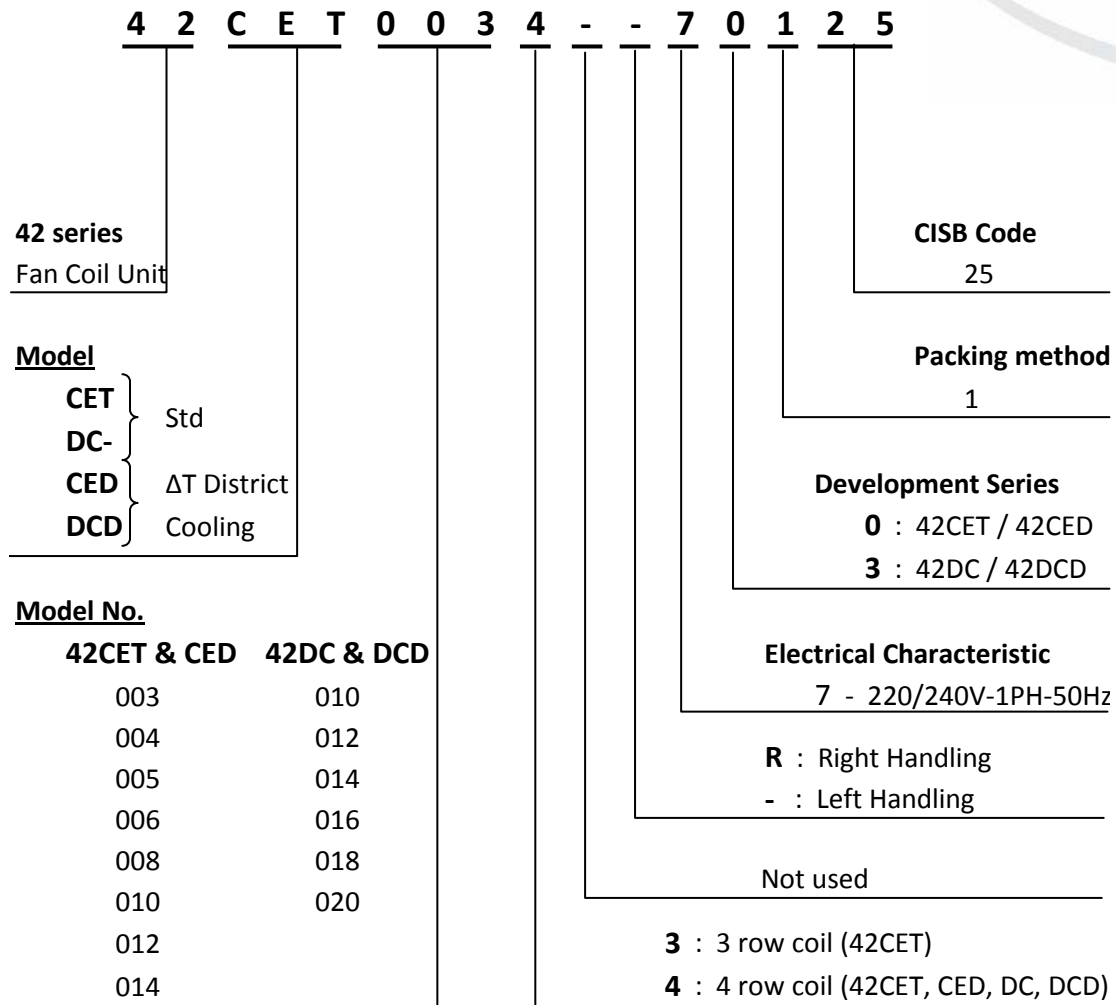 4 2 C E T 0 0 3 4 - - 7 0 1 2 5
42 series
Fan Coil Unit
Model
CET
DC-
Std
CED
DCD
ΔT District
Cooling
Model No.
42CET & CED 42DC & DCD
003 010
004 012
005 014
006 016
008 018
010 020
012
014
CISB Code
25
Packing method
1
Development Series
0 : 42CET / 42CED
3 : 42DC / 42DCD
Electrical Characteristic
7 - 220/240V-1PH-50Hz
R : Right Handling
- : Left Handling
Not used
3 : 3 row coil (42CET)
4 : 4 row coil (42CET, CED, DC, DCD)